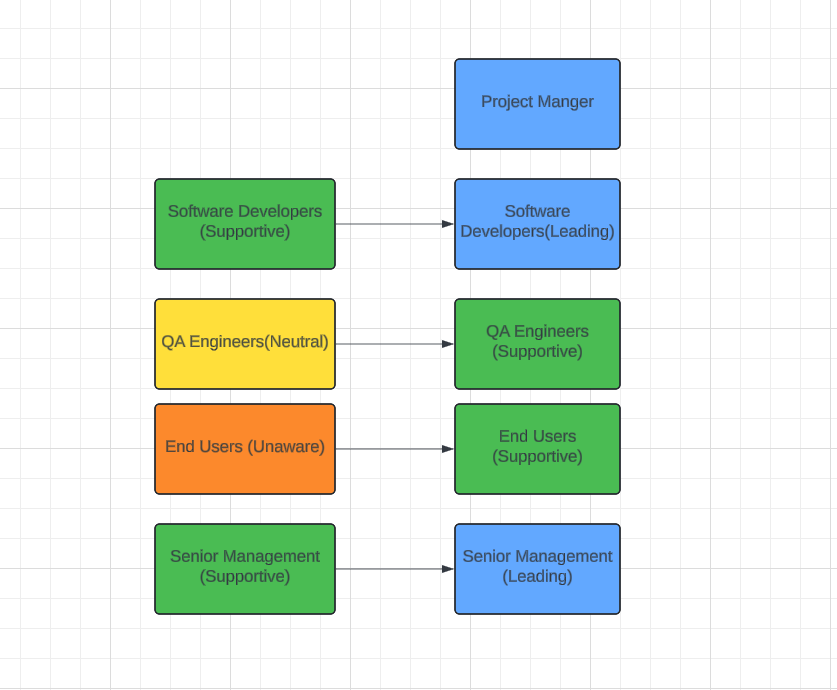 Project Manger
Software Developers
(Supportive)
Software
Developers(Leading)
QA Engineers(Neutral)
QA Engineers
(Supportive)
End Users (Unaware)
End Users
(Supportive)
Senior Management
(Supportive)
Senior Management
(Leading)